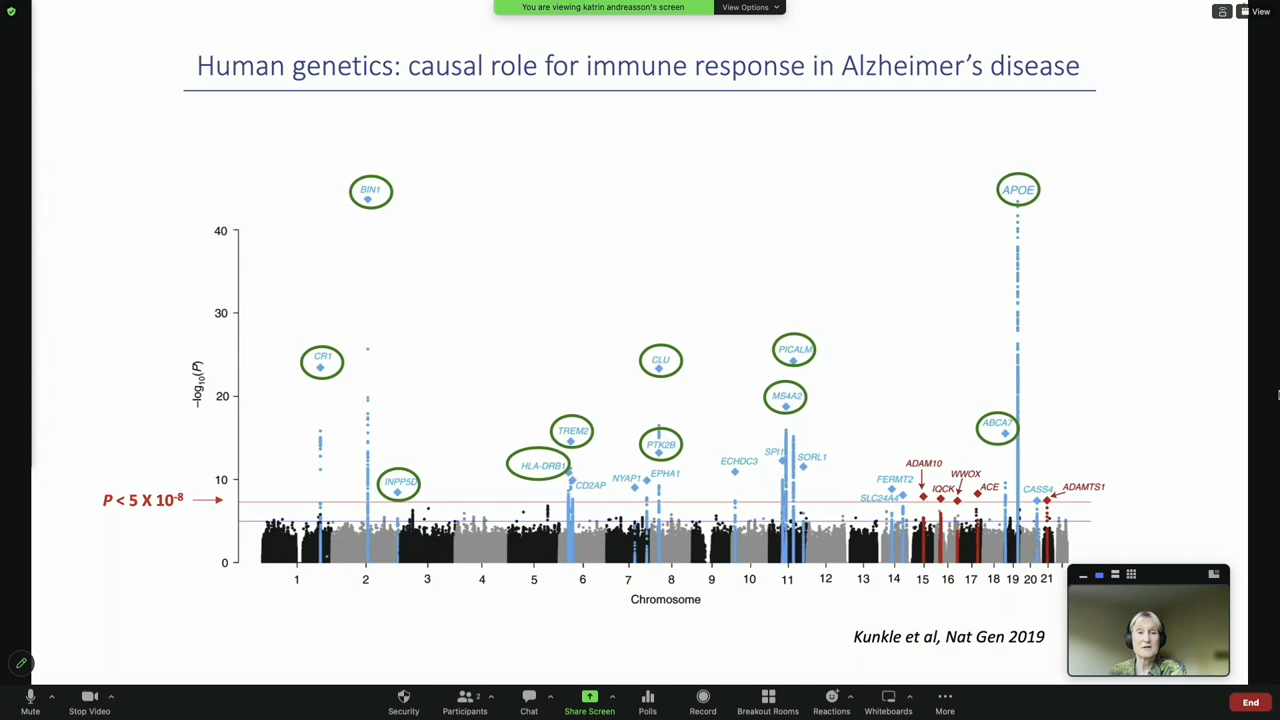 You are viewing katrin andreasson's screen
View Options
View
Human genetics: causal role for immune response in Alzheimer's disease
BIN1
APOE
40
30
CR1
CLU
PICALM
–log10(P)
20
MS4A2
TREM2
ABCA7
PTK2B
HLA-DRB1
ECHDC3
SPI1
SORL1
ADAM10
INPP5D
CD2AP
NYAP1
EPHA1
FERMT2
WWOX
10
SLC24A4
IQCK
ACE
CASS4
ADAMTS1
P < 5 X 10-8
0
1 2 3 4 5 6 7 8 9 10 11 12 13 14 15 16 17 18 19 20 21
Chromosome
Kunkle et al, Nat Gen 2019
Mute
Stop Video
Security
Participants
2
Chat
Share Screen
Polls
Record
Breakout Rooms
Reactions
Whiteboards
More
End